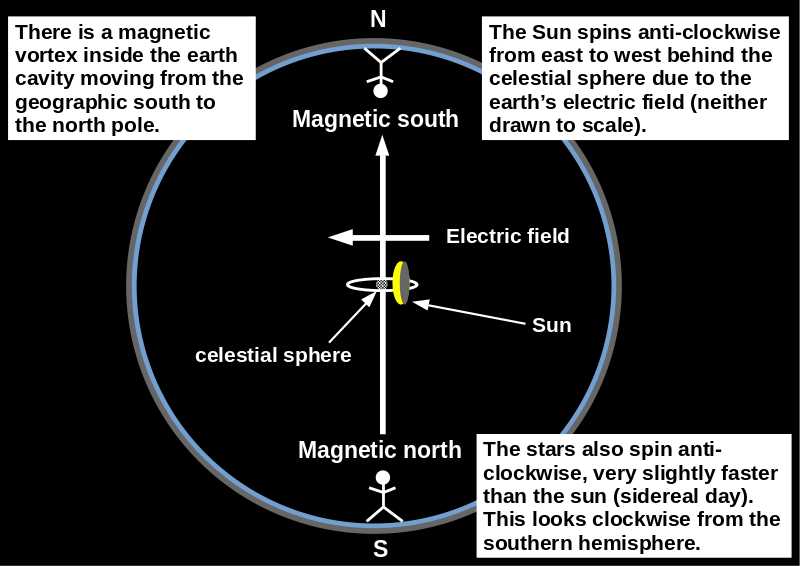 N
There is a magnetic
vortex inside the earth
cavity moving from the
geographic south to
the north pole.
The Sun spins anti-clockwise
from east to west behind the
celestial sphere due to the
earth’s electric field (neither
drawn to scale).
Magnetic south
Electric field
Sun
celestial sphere
Magnetic north
The stars also spin anti-
clockwise, very slightly faster
than the sun (sidereal day).
This looks clockwise from the
southern hemisphere.
S